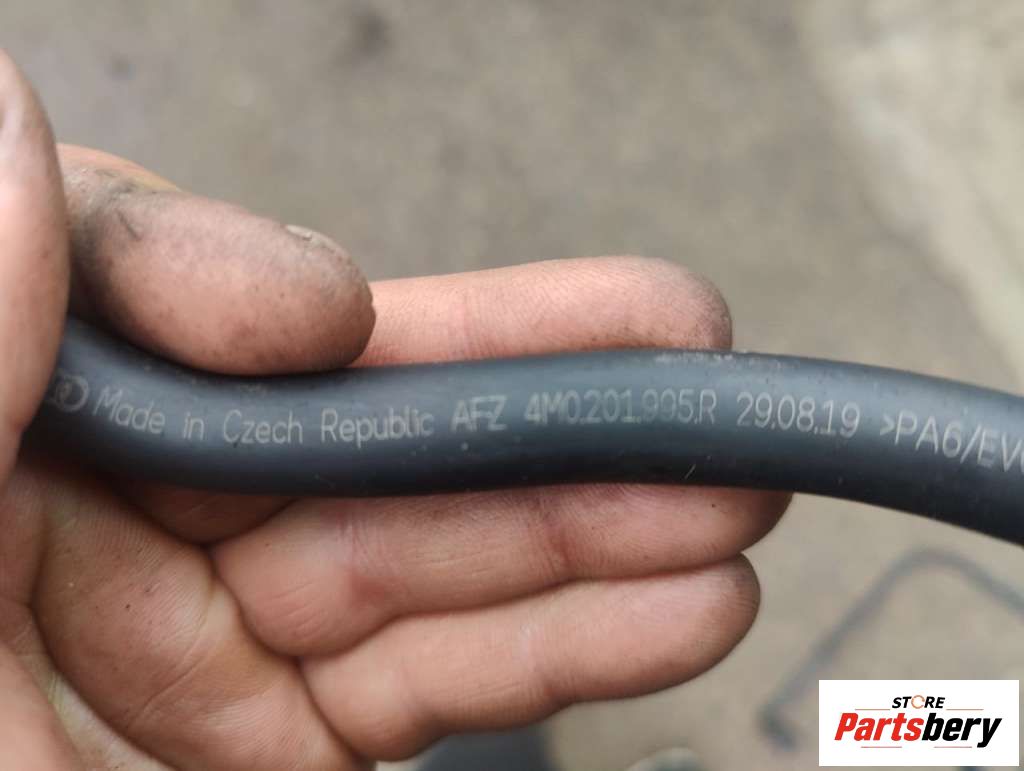 Made in Czech Republic AFZ 4M0.201.995.R 29.08.19 >PA6/EV
STORE
Partsbery